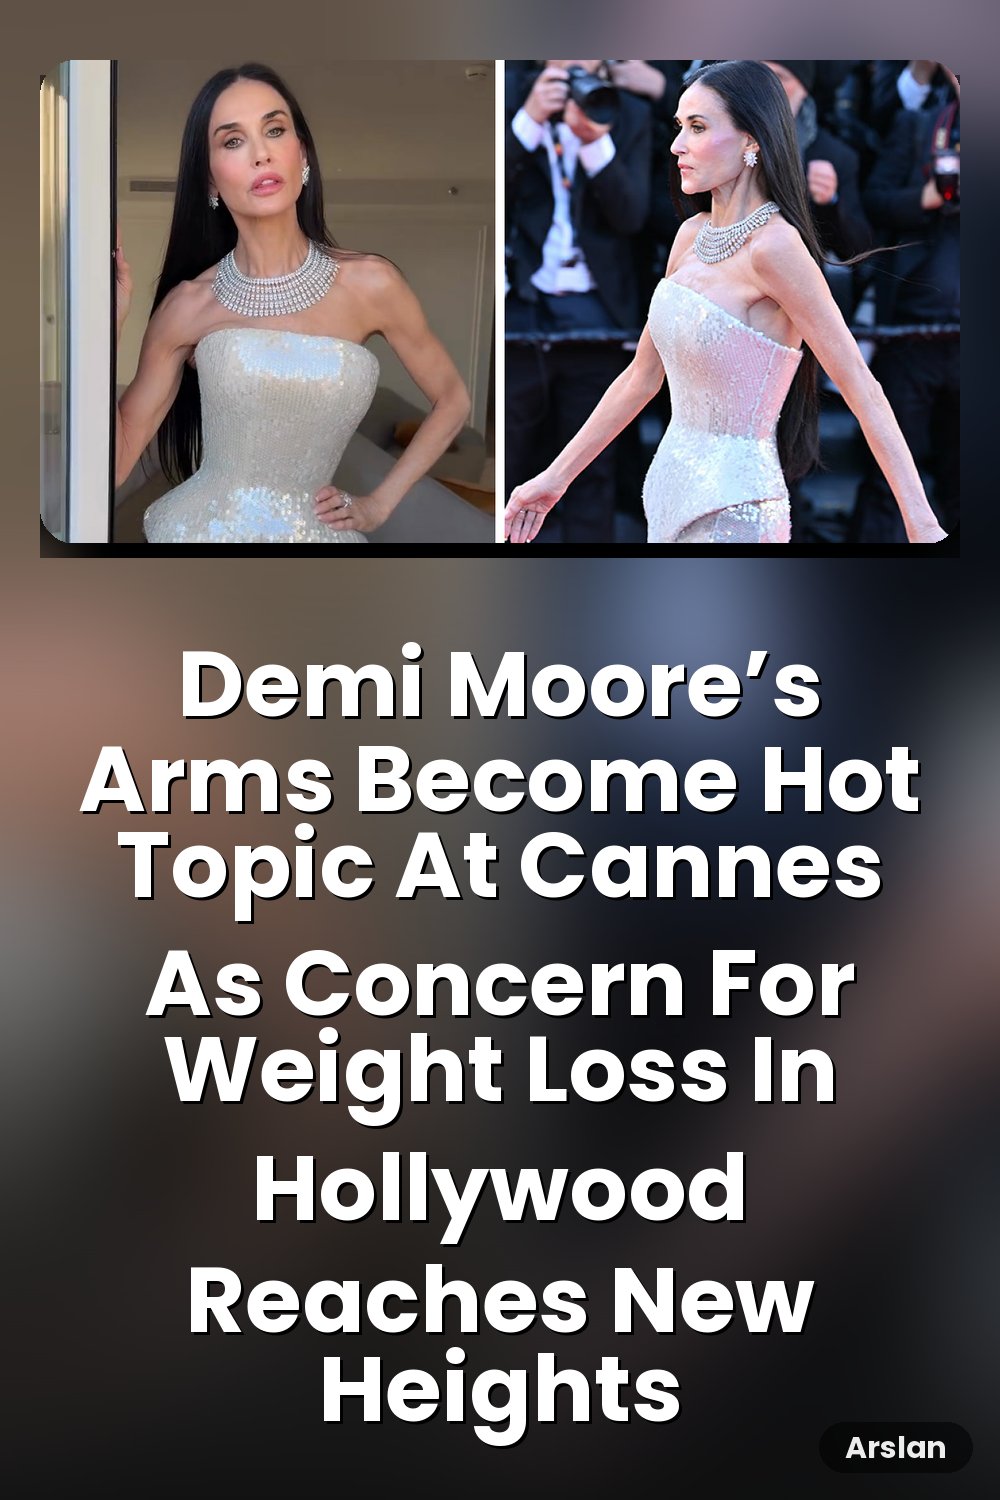 Demi Moore’s
Arms Become Hot
Topic At Cannes
As Concern For
Weight Loss In
Hollywood
Reaches New
Heights
Arslan